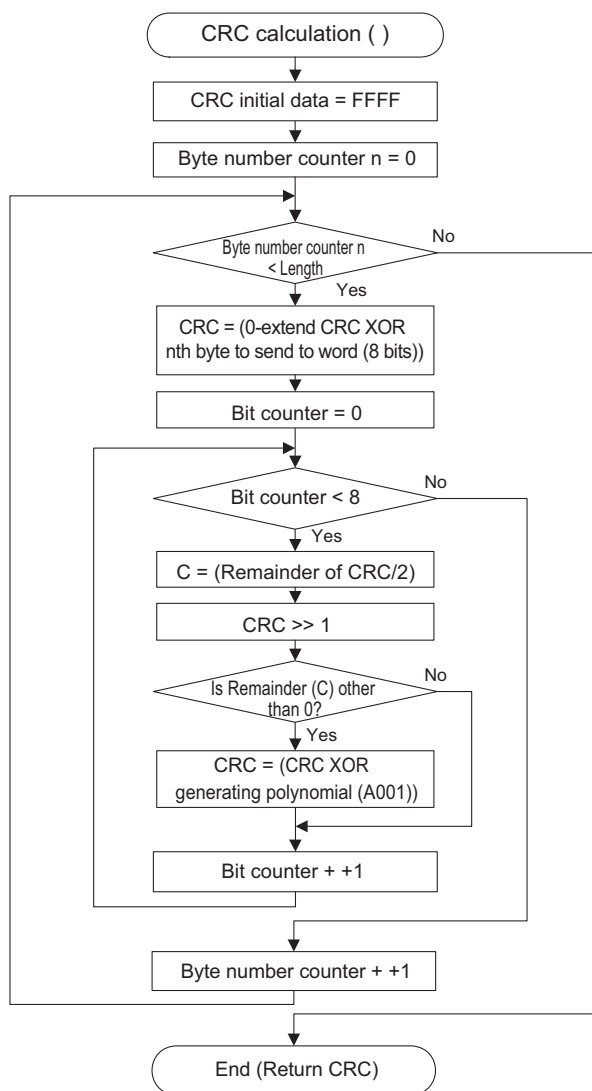 CRC calculation ( )
CRC initial data = FFFF
Byte number counter n = 0
Byte number counter n
< Length
No
Yes
CRC = (0-extend CRC XOR
nth byte to send to word (8 bits))
Bit counter = 0
Bit counter < 8
No
Yes
C = (Remainder of CRC/2)
CRC >> 1
Is Remainder (C) other
than 0?
No
Yes
CRC = (CRC XOR
generating polynomial (A001))
Bit counter + +1
Byte number counter + +1
End (Return CRC)